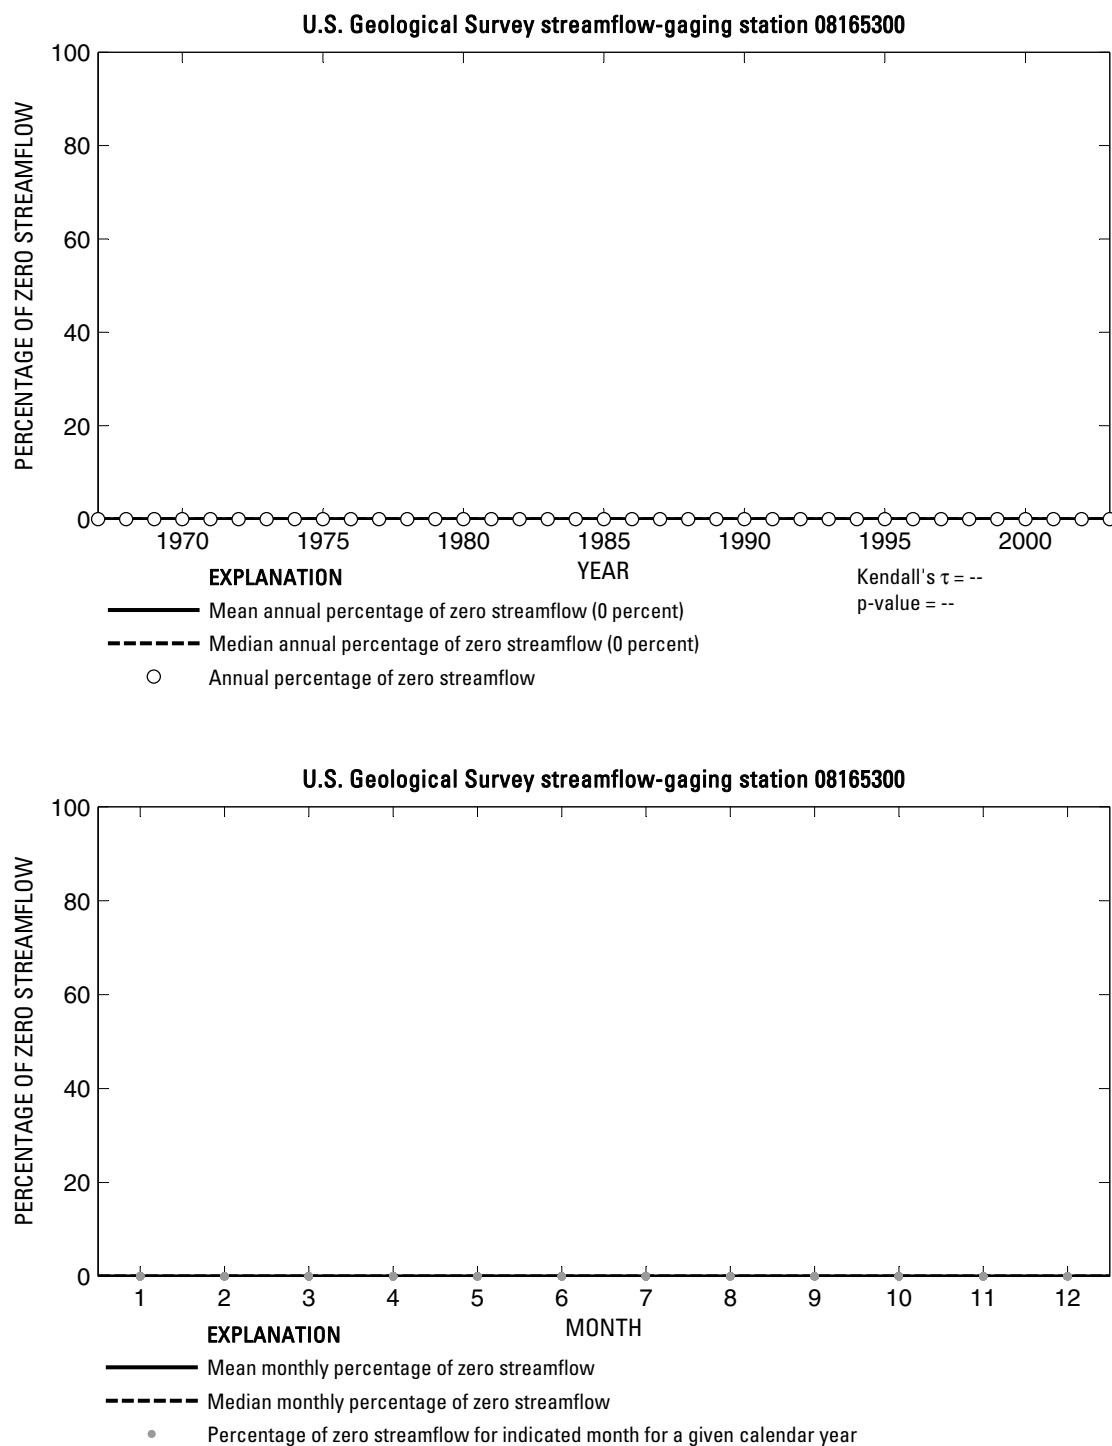 U.S. Geological Survey streamflow-gaging station 08165300
PERCENTAGE OF ZERO STREAMFLOW
100
80
60
40
20
0
1970 1975 1980 1985 1990 1995 2000
YEAR
Kendall's τ = --
p-value = --
EXPLANATION
Mean annual percentage of zero streamflow (0 percent)
Median annual percentage of zero streamflow (0 percent)
Annual percentage of zero streamflow
U.S. Geological Survey streamflow-gaging station 08165300
PERCENTAGE OF ZERO STREAMFLOW
100
80
60
40
20
0
1 2 3 4 5 6 7 8 9 10 11 12
MONTH
EXPLANATION
Mean monthly percentage of zero streamflow
Median monthly percentage of zero streamflow
Percentage of zero streamflow for indicated month for a given calendar year